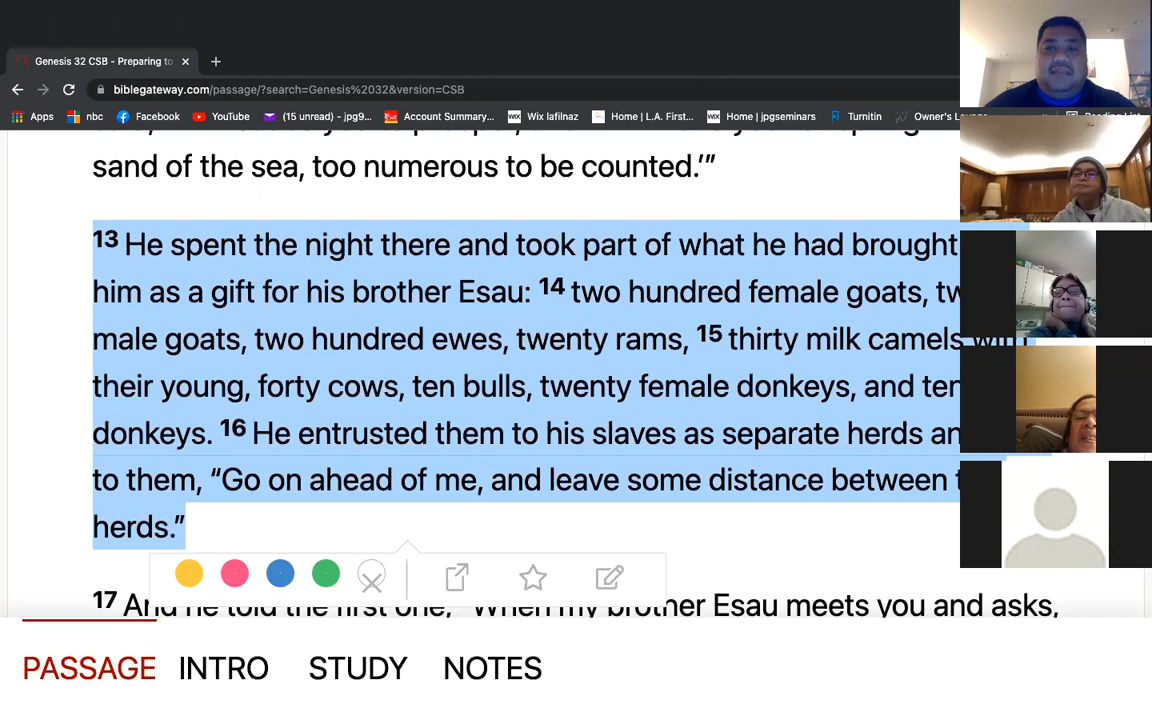 Genesis 32 CSB - Preparing to
biblegateway.com/passage/?search=Genesis%2032&version=CSB
Apps nbc Facebook YouTube (15 unread) - jpg9... Account Summary... Wix lafilnaz Home | L.A. First... Home | jpgseminars Turnitin Owner's
sand of the sea, too numerous to be counted.’”
13 He spent the night there and took part of what he had brought
him as a gift for his brother Esau: 14 two hundred female goats,
male goats, two hundred ewes, twenty rams, 15 thirty milk camels with
their young, forty cows, ten bulls, twenty female donkeys, and ten
donkeys. 16 He entrusted them to his slaves as separate herds
to them, “Go on ahead of me, and leave some distance between
herds.”
17 And he told the first one, “When my brother Esau meets you and asks,
PASSAGE INTRO STUDY NOTES